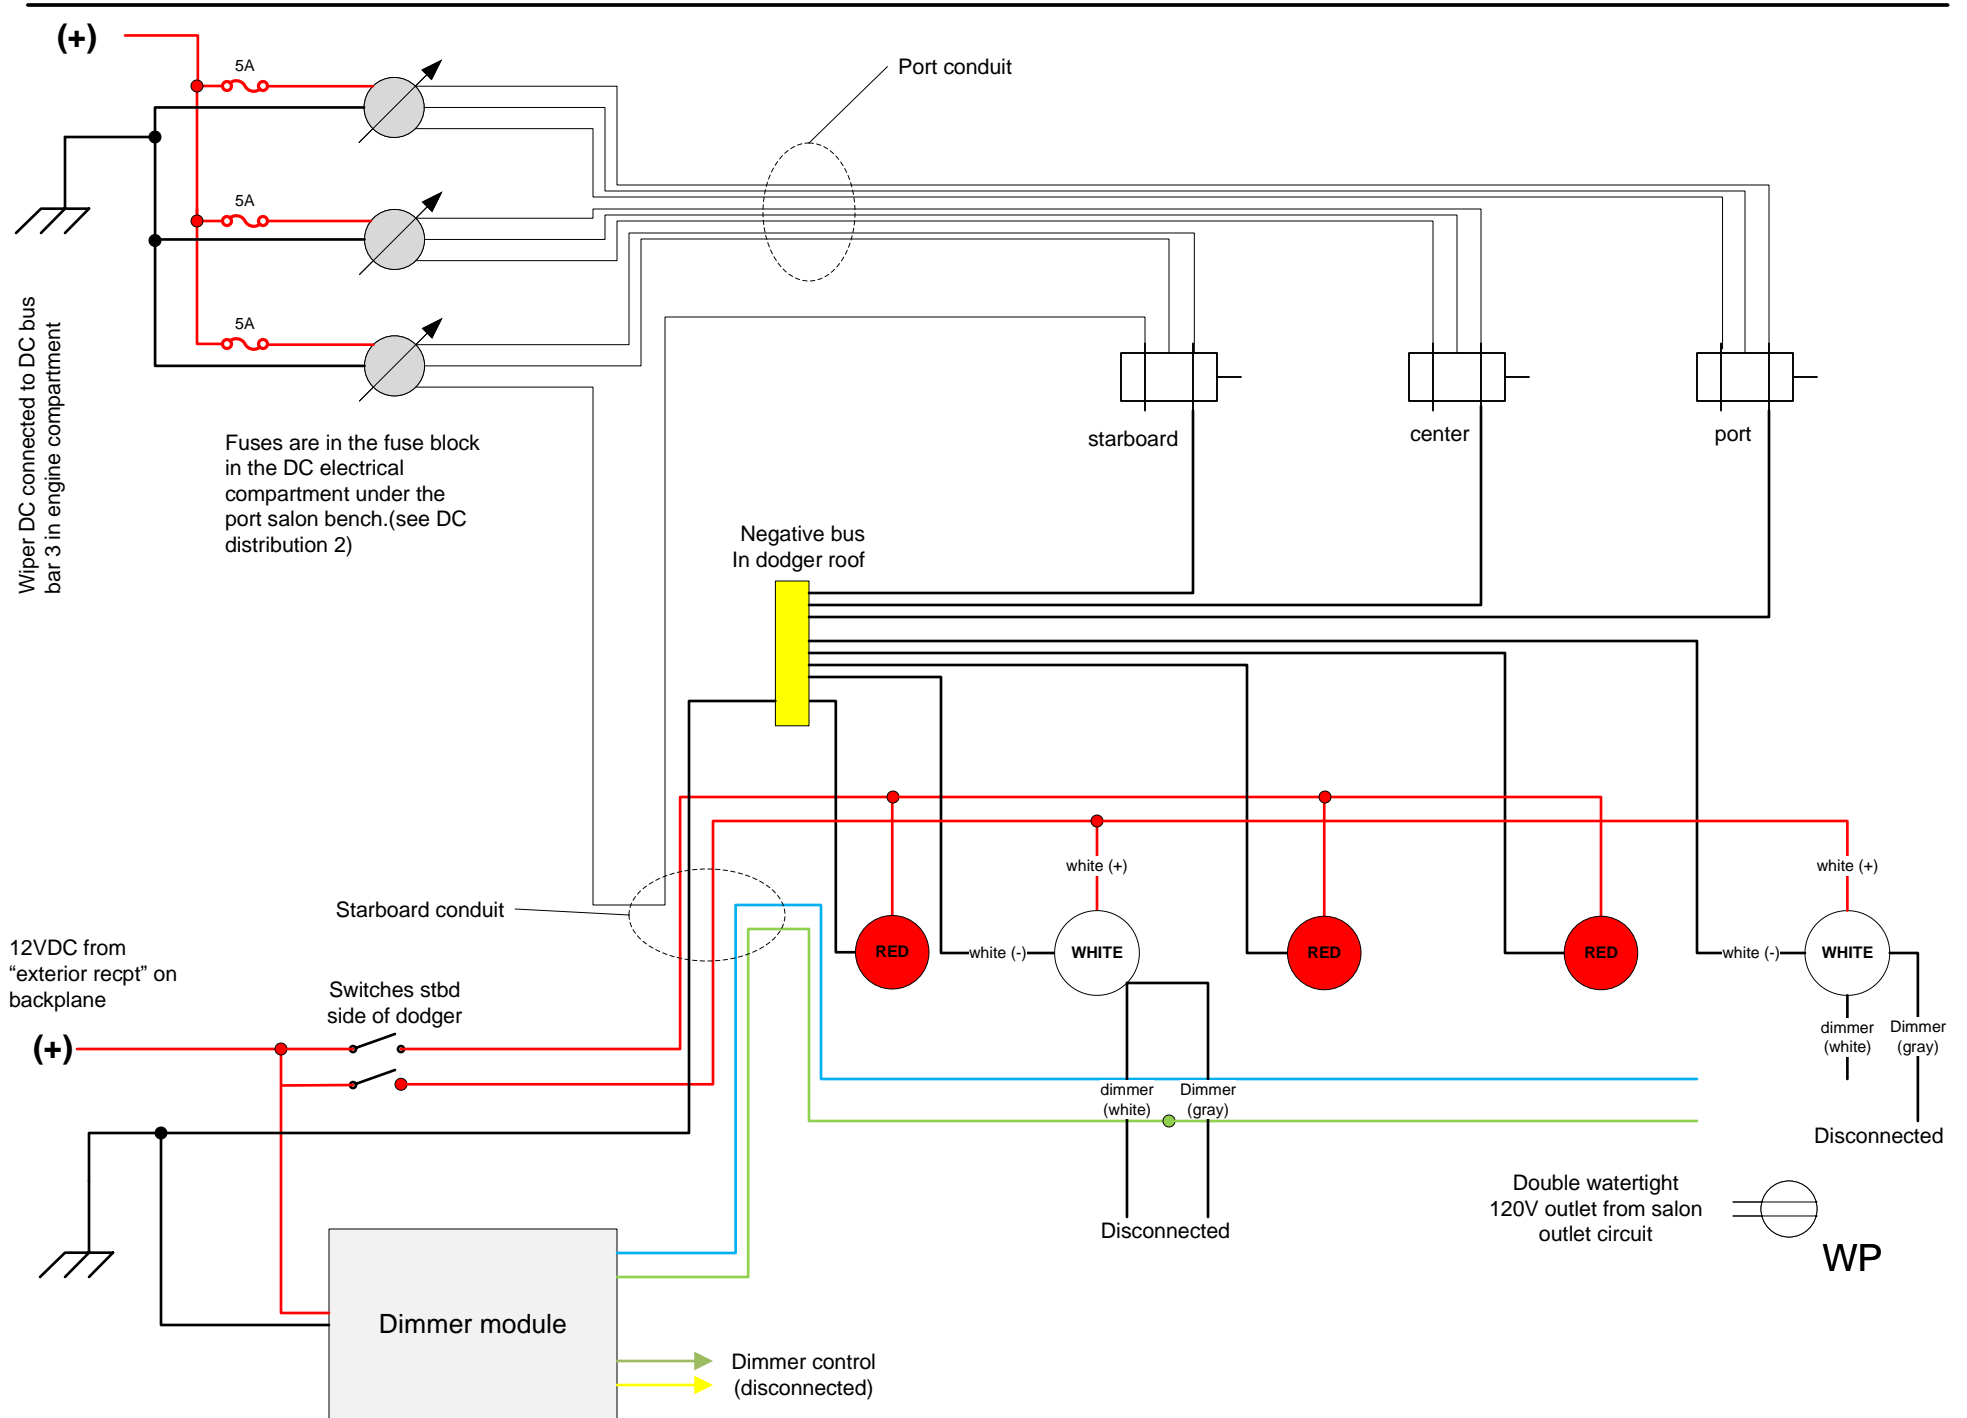 (+)
5A
Port conduit
5A
5A
Wiper DC connected to DC bus
bar 3 in engine compartment
Fuses are in the fuse block
in the DC electrical
compartment under the
port salon bench.(see DC
distribution 2)
starboard
center
port
Negative bus
In dodger roof
white (+)
white (+)
Starboard conduit
RED
white (-)
WHITE
RED
RED
white (-)
WHITE
12VDC from
“exterior recpt” on
backplane
(+)
Switches stbd
side of dodger
dimmer
(white)
Dimmer
(gray)
dimmer
(white)
Dimmer
(gray)
Disconnected
Disconnected
Double watertight
120V outlet from salon
outlet circuit
WP
Dimmer module
Dimmer control
(disconnected)